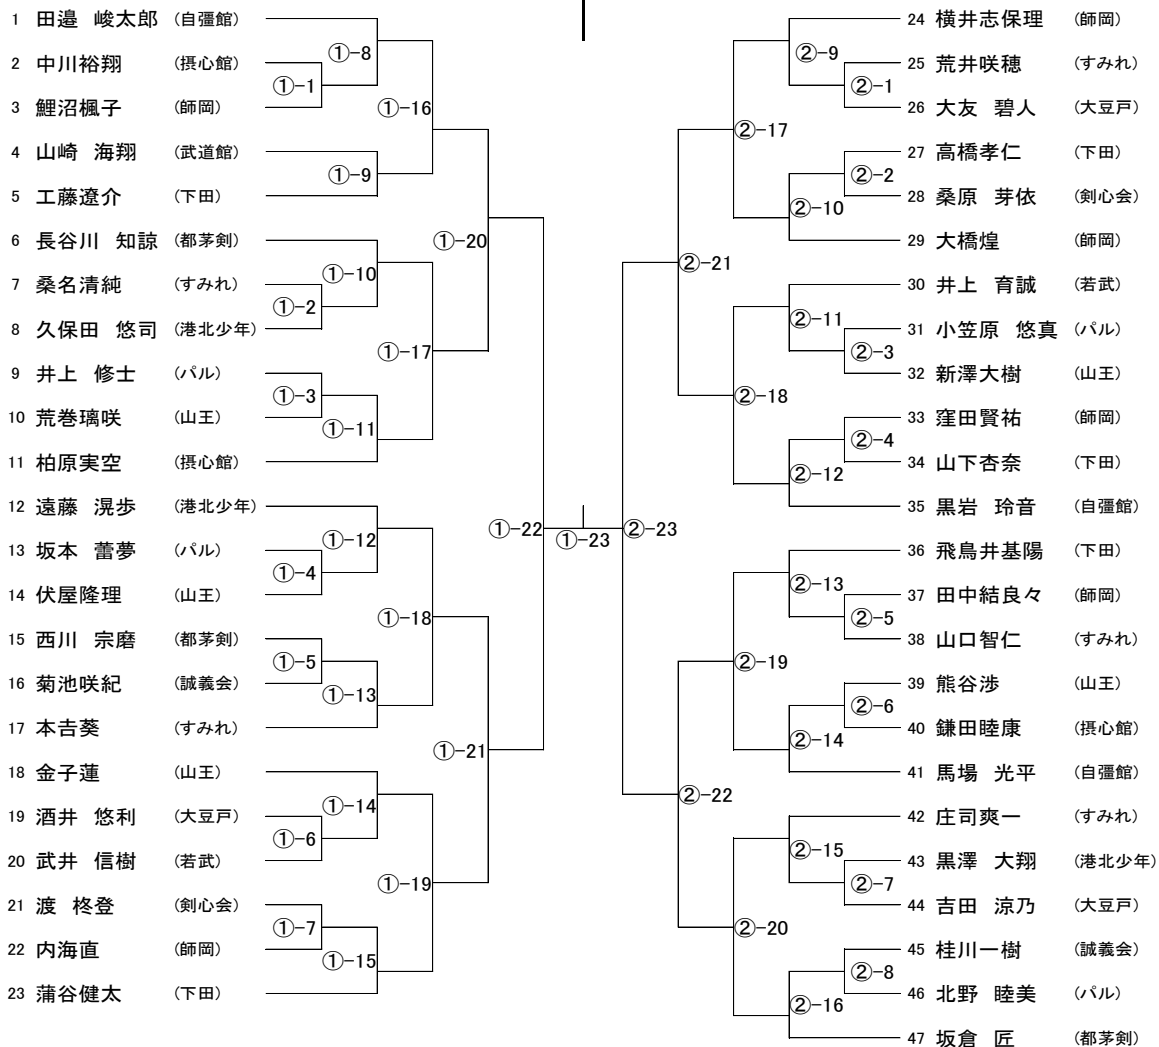 1 田邉 峻太郎 (自彊館)
2 中川裕翔 (摂心館)
3 鯉沼楓子 (師岡)
4 山崎 海翔 (武道館)
5 工藤遼介 (下田)
6 長谷川 知諒 (都茅剣)
7 桑名清純 (すみれ)
8 久保田 悠司 (港北少年)
9 井上 修士 (パル)
10 荒巻璃咲 (山王)
11 柏原実空 (摂心館)
12 遠藤 滉歩 (港北少年)
13 坂本 蕾夢 (パル)
14 伏屋隆理 (山王)
15 西川 宗磨 (都茅剣)
16 菊池咲紀 (誠義会)
17 本吉葵 (すみれ)
18 金子蓮 (山王)
19 酒井 悠利 (大豆戸)
20 武井 信樹 (若武)
21 渡 柊登 (剣心会)
22 内海直 (師岡)
23 蒲谷健太 (下田)
①-8
①-1
①-16
①-9
①-20
①-10
①-2
①-17
①-3
①-11
①-22
①-12
①-4
①-18
①-5
①-13
①-21
①-14
①-6
①-19
①-7
①-15
①-23
②-23
②-9
②-1
②-17
②-2
②-10
②-21
②-11
②-3
②-18
②-4
②-12
②-13
②-5
②-19
②-6
②-14
②-22
②-15
②-7
②-20
②-8
②-16
24 横井志保理 (師岡)
25 荒井咲穂 (すみれ)
26 大友 碧人 (大豆戸)
27 高橋孝仁 (下田)
28 桑原 芽依 (剣心会)
29 大橋煌 (師岡)
30 井上 育誠 (若武)
31 小笠原 悠真 (パル)
32 新澤大樹 (山王)
33 窪田賢祐 (師岡)
34 山下杏奈 (下田)
35 黒岩 玲音 (自彊館)
36 飛鳥井基陽 (下田)
37 田中結良々 (師岡)
38 山口智仁 (すみれ)
39 熊谷渉 (山王)
40 鎌田睦康 (摂心館)
41 馬場 光平 (自彊館)
42 庄司爽一 (すみれ)
43 黒澤 大翔 (港北少年)
44 吉田 涼乃 (大豆戸)
45 桂川一樹 (誠義会)
46 北野 睦美 (パル)
47 坂倉 匠 (都茅剣)